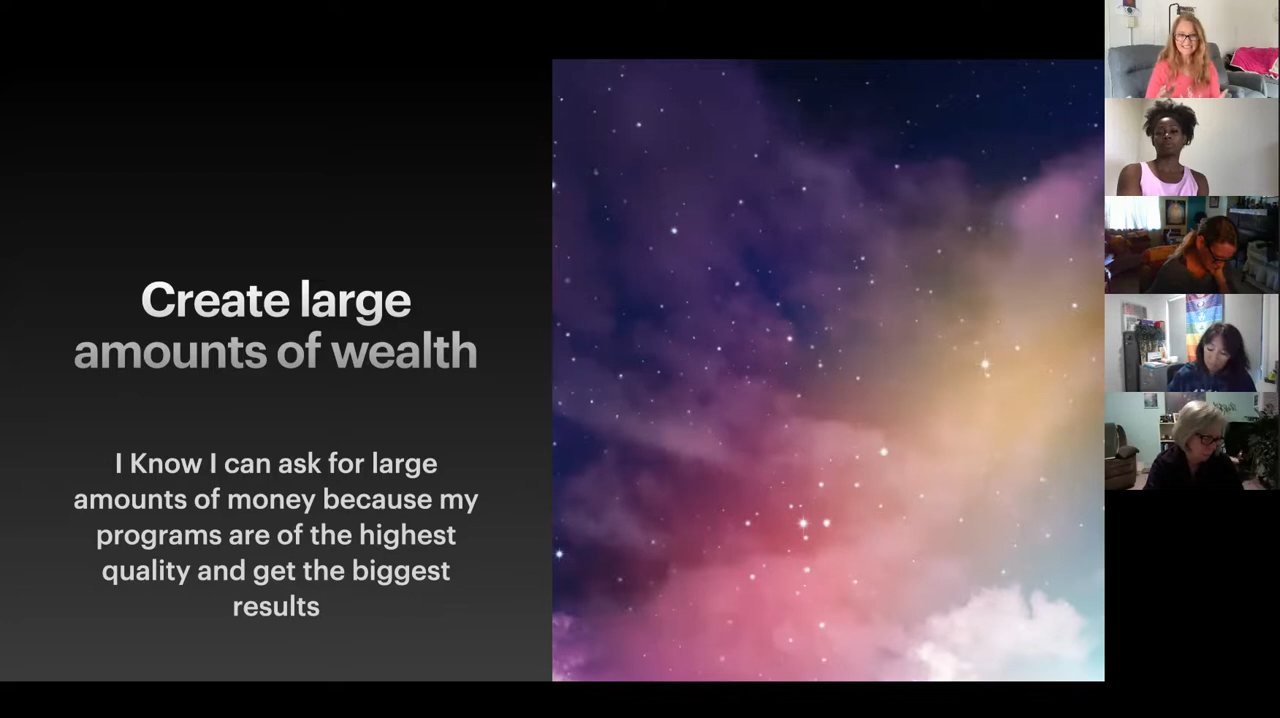 Create large
amounts of wealth
I Know I can ask for large
amounts of money because my
programs are of the highest
quality and get the biggest
results